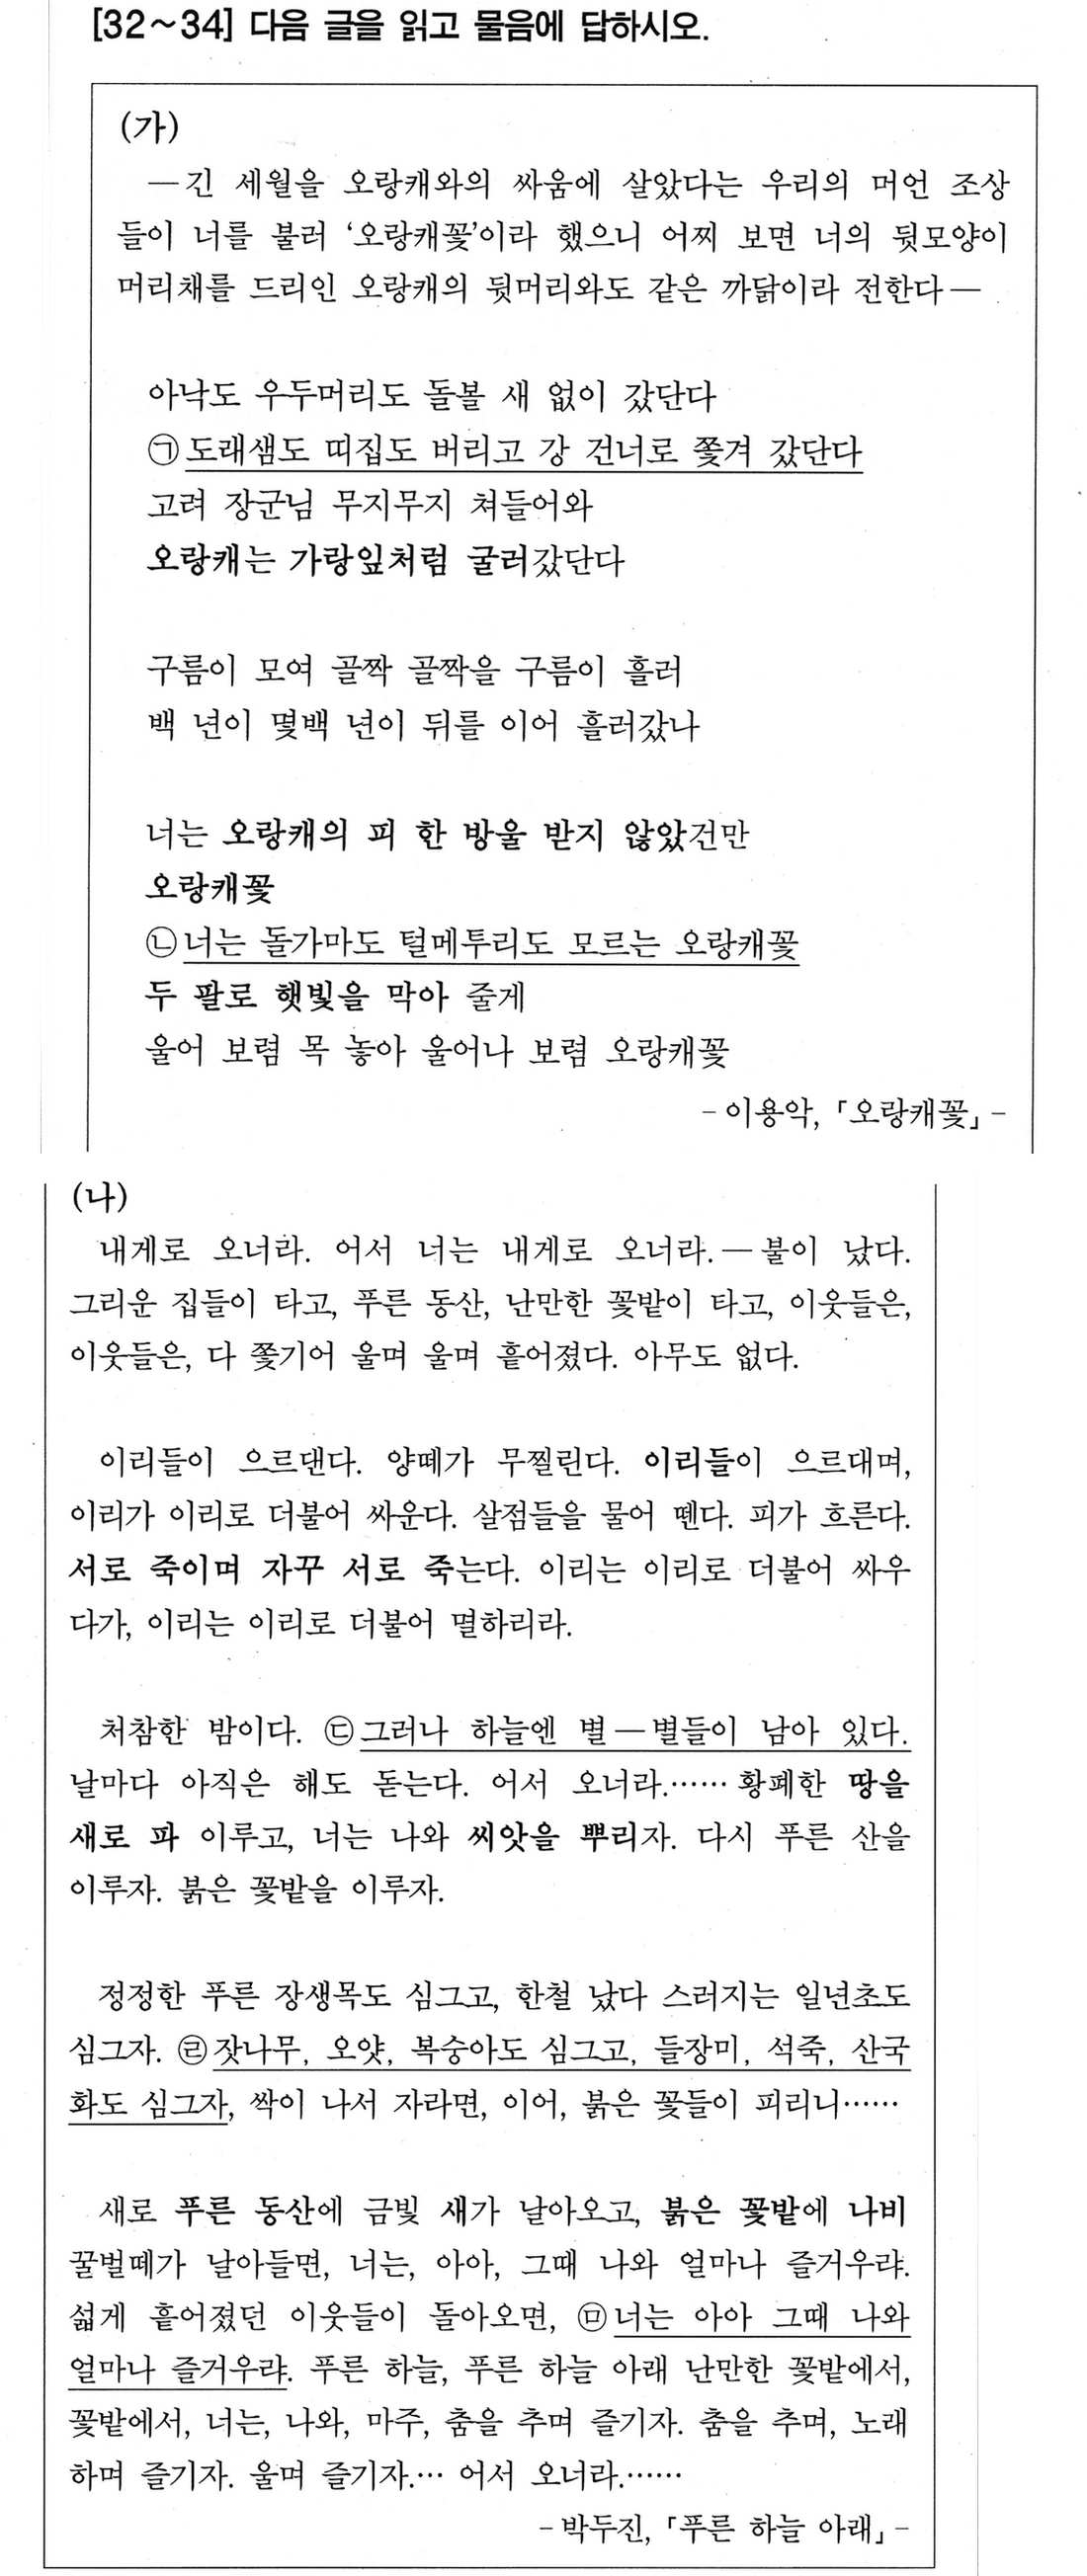 [32～34] 다음 글을 읽고 물음에 답하시오.
(가)
─긴 세월을 오랑캐와의 싸움에 살았다는 우리의 머언 조상
들이 너를 불러 ‘오랑캐꽃’이라 했으니 어찌 보면 너의 뒷모양이
머리채를 드리인 오랑캐의 뒷머리와도 같은 까닭이라 전한다─
아낙도 우두머리도 돌볼 새 없이 갔단다
㉠도래샘도 띠집도 버리고 강 건너로 쫓겨 갔단다
고려 장군님 무지무지 쳐들어와
오랑캐는 가랑잎처럼 굴러갔단다
구름이 모여 골짝 골짝을 구름이 흘러
백 년이 몇백 년이 뒤를 이어 흘러갔나
너는 오랑캐의 피 한 방울 받지 않았건만
오랑캐꽃
㉡너는 돌가마도 털메투리도 모르는 오랑캐꽃
두 팔로 햇빛을 막아 줄게
울어 보렴 목 놓아 울어나 보렴 오랑캐꽃
- 이용악, 「오랑캐꽃」 -
(나)
내게로 오너라. 어서 너는 내게로 오너라.─불이 났다.
그리운 집들이 타고, 푸른 동산, 난만한 꽃밭이 타고, 이웃들은,
이웃들은, 다 쫓기어 울며 울며 흩어졌다. 아무도 없다.
이리들이 으르댄다. 양떼가 무찔린다. 이리들이 으르대며,
이리가 이리로 더불어 싸운다. 살점들을 물어 뗀다. 피가 흐른다.
서로 죽이며 자꾸 서로 죽는다. 이리는 이리로 더불어 싸우
다가, 이리는 이리로 더불어 멸하리라.
처참한 밤이다. ㉢그러나 하늘엔 별─별들이 남아 있다.
날마다 아직은 해도 돋는다. 어서 오너라.…… 황폐한 땅을
새로 파 이루고, 너는 나와 씨앗을 뿌리자. 다시 푸른 산을
이루자. 붉은 꽃밭을 이루자.
정정한 푸른 장생목도 심그고, 한철 났다 스러지는 일년초도
심그자. ㉣잣나무, 오얏, 복숭아도 심그고, 들장미, 석죽, 산국
화도 심그자, 싹이 나서 자라면, 이어, 붉은 꽃들이 피리니……
새로 푸른 동산에 금빛 새가 날아오고, 붉은 꽃밭에 나비
꿀벌떼가 날아들면, 너는, 아아, 그때 나와 얼마나 즐거우랴.
섧게 흩어졌던 이웃들이 돌아오면, ㉤너는 아아 그때 나와
얼마나 즐거우랴. 푸른 하늘, 푸른 하늘 아래 난만한 꽃밭에서,
꽃밭에서, 너는, 나와, 마주, 춤을 추며 즐기자. 춤을 추며, 노래
하며 즐기자. 울며 즐기자.… 어서 오너라.……
- 박두진, 「푸른 하늘 아래」 -